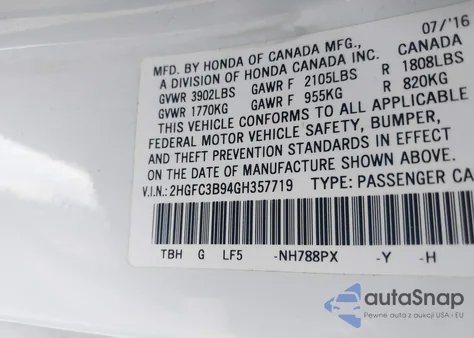 07/'16
MFD. BY HONDA OF CANADA MFG.,
A DIVISION OF HONDA CANADA INC. CANADA
GVWR 3902LBS GAWR F 2105LBS R 1808LBS
GVWR 1770KG GAWR F 955KG R 820KG
THIS VEHICLE CONFORMS TO ALL APPLICABLE
FEDERAL MOTOR VEHICLE SAFETY, BUMPER,
AND THEFT PREVENTION STANDARDS IN EFFECT
ON THE DATE OF MANUFACTURE SHOWN ABOVE.
V.I.N.: 2HGFC3B94GH357719 TYPE: PASSENGER CA
TBH G LF5 -NH788PX -Y -H
autoSnap
Pewne auta z aukcji USA i EU